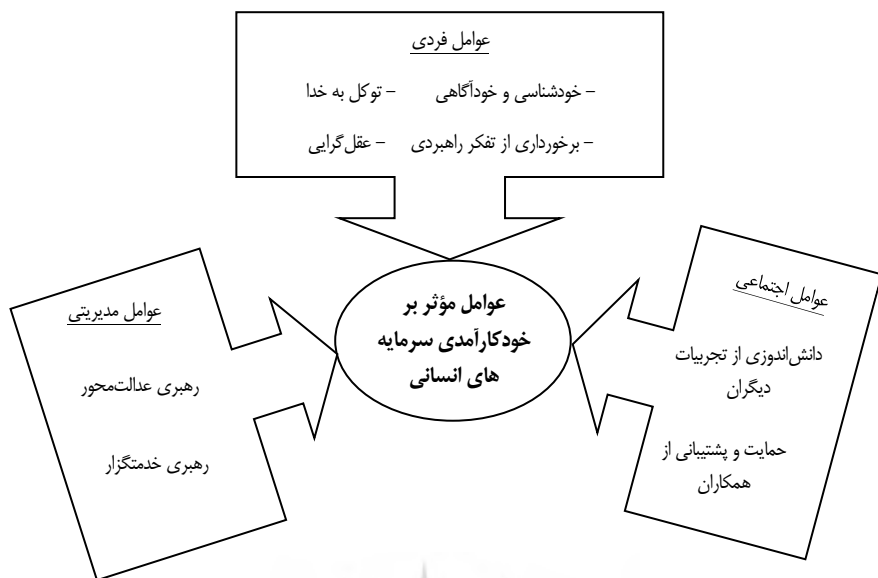 عوامل فردی
- خودشناسی و خودآگاهی - توکل به خدا
- برخورداری از تفکر راهبردی - عقل‌گرایی
عوامل اجتماعی
دانش‌اندوزی از تجربیات
دیگران
حمایت و پشتیبانی از
همکاران
عوامل مؤثر بر
خودکارآمدی سرمایه
های انسانی
عوامل مدیریتی
رهبری عدالت‌محور
رهبری خدمتگزار